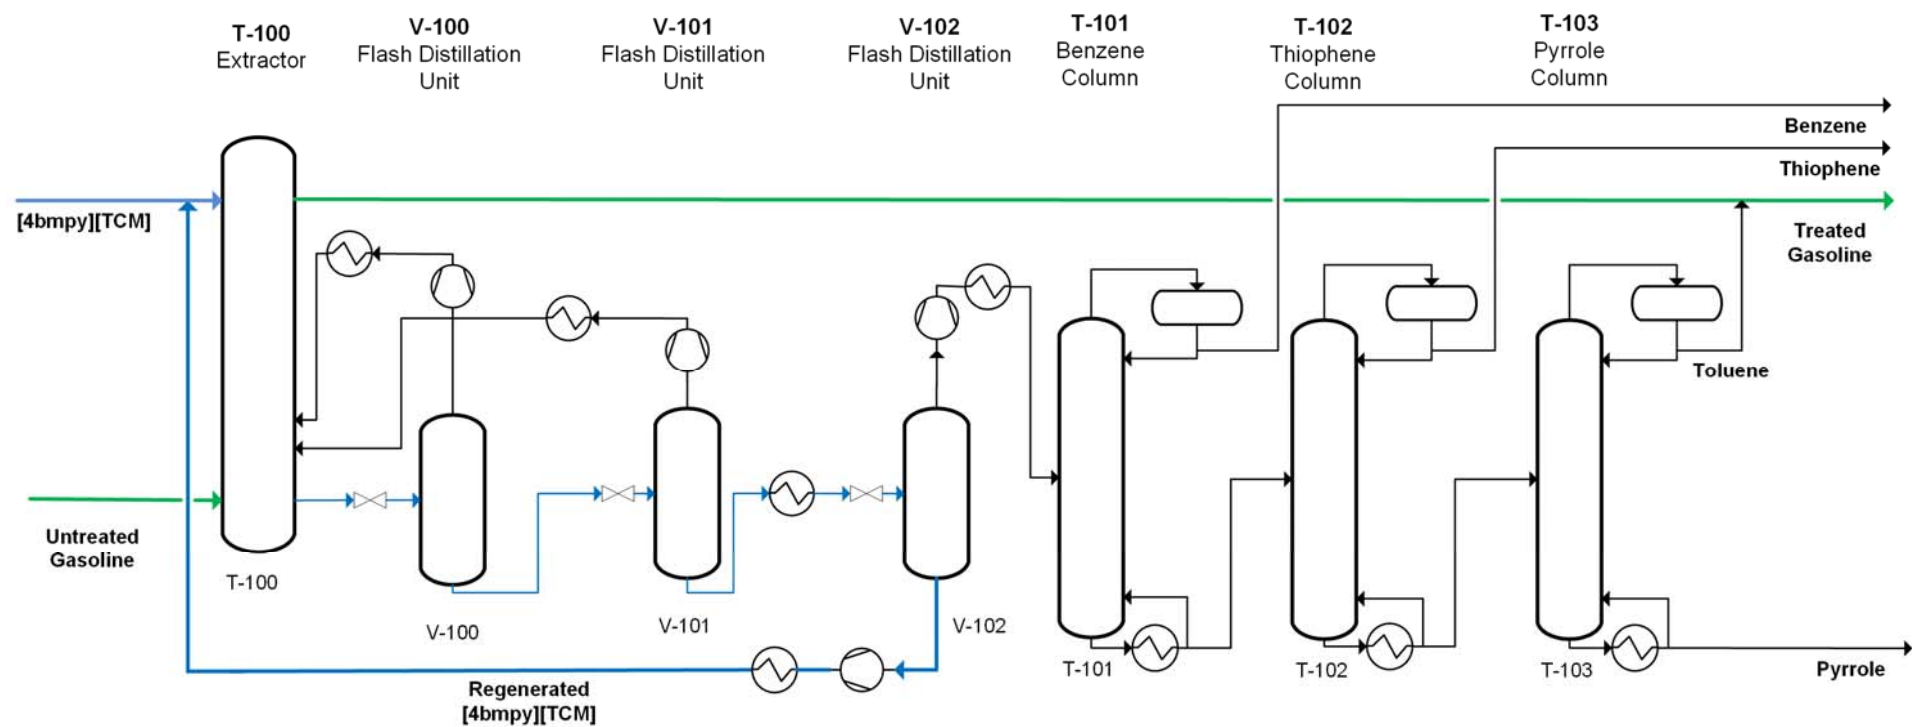 T-100
Extractor
V-100
Flash Distillation
Unit
V-101
Flash Distillation
Unit
V-102
Flash Distillation
Unit
T-101
Benzene
Column
T-102
Thiophene
Column
T-103
Pyrrole
Column
Benzene
Thiophene
[4bmpy][TCM]
Treated
Gasoline
Toluene
Untreated
Gasoline
T-100
V-100
V-101
V-102
T-101
T-102
T-103
Pyrrole
Regenerated
[4bmpy][TCM]